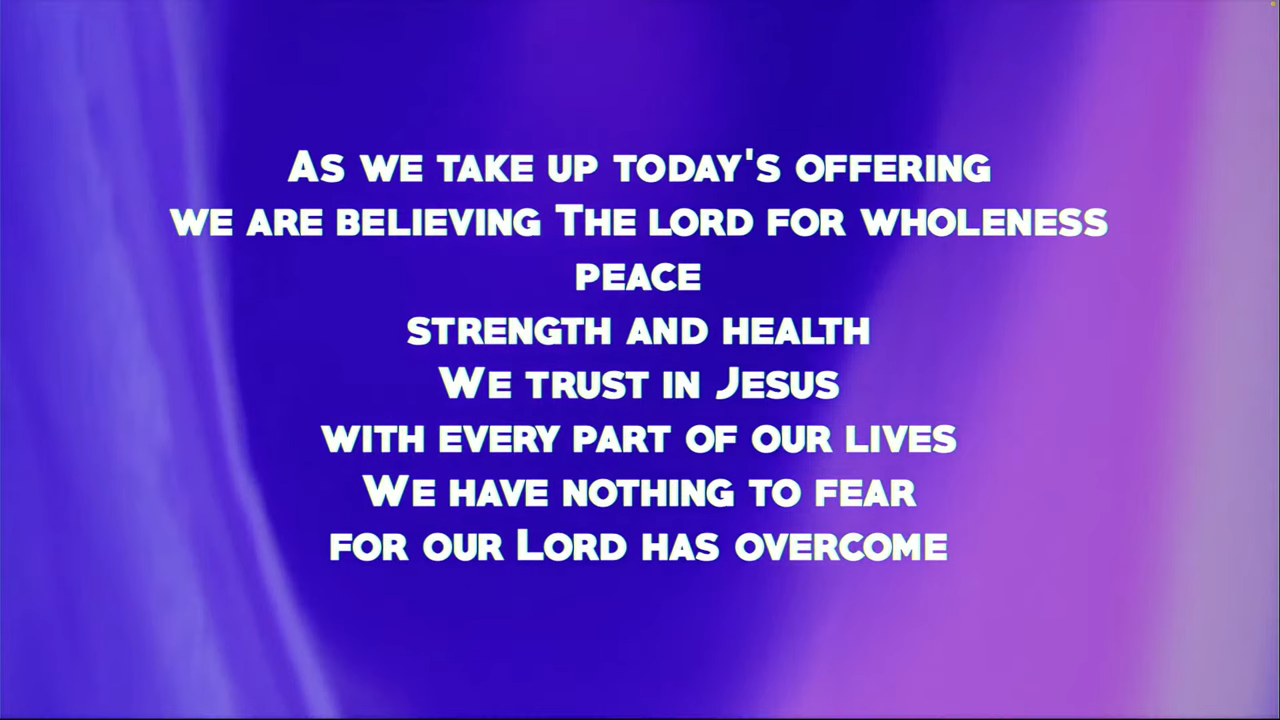 As we take up today's offering
we are believing The lord for wholeness
peace
strength and health
We trust in Jesus
with every part of our lives
We have nothing to fear
for our Lord has overcome